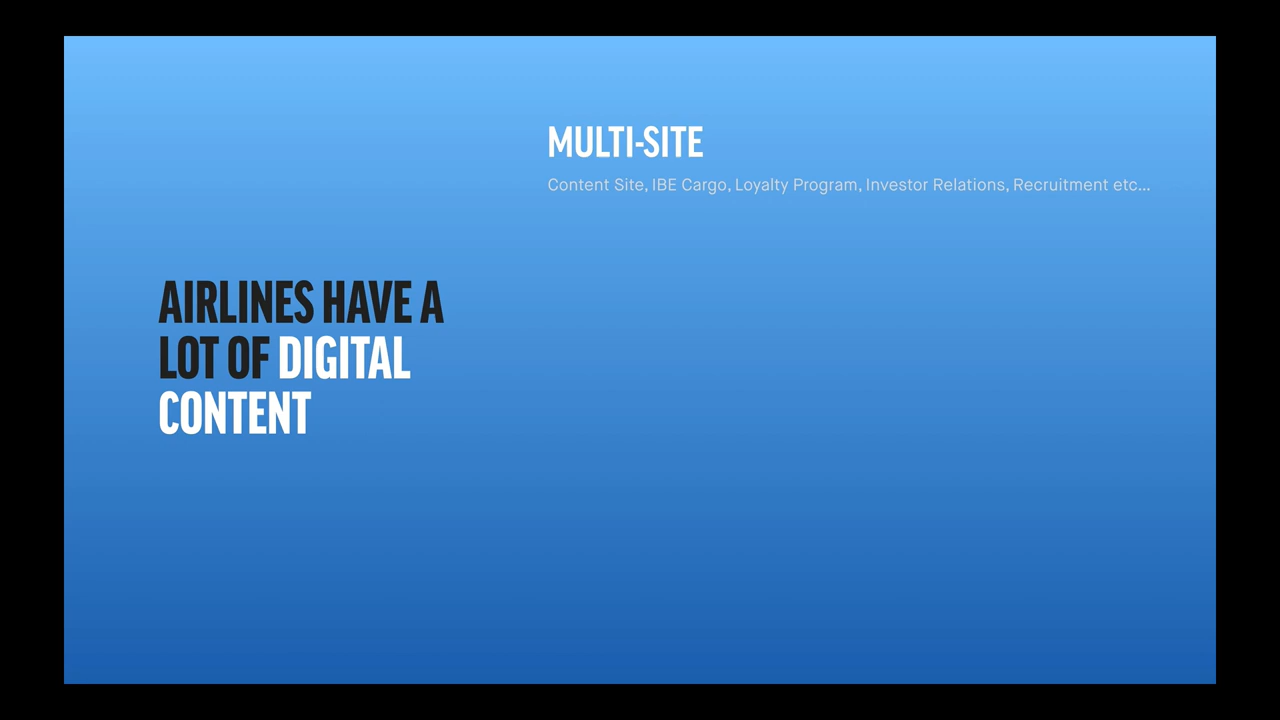 MULTI-SITE
Content Site, IBE Cargo, Loyalty Program, Investor Relations, Recruitment etc...
AIRLINES HAVE A
LOT OF DIGITAL
CONTENT